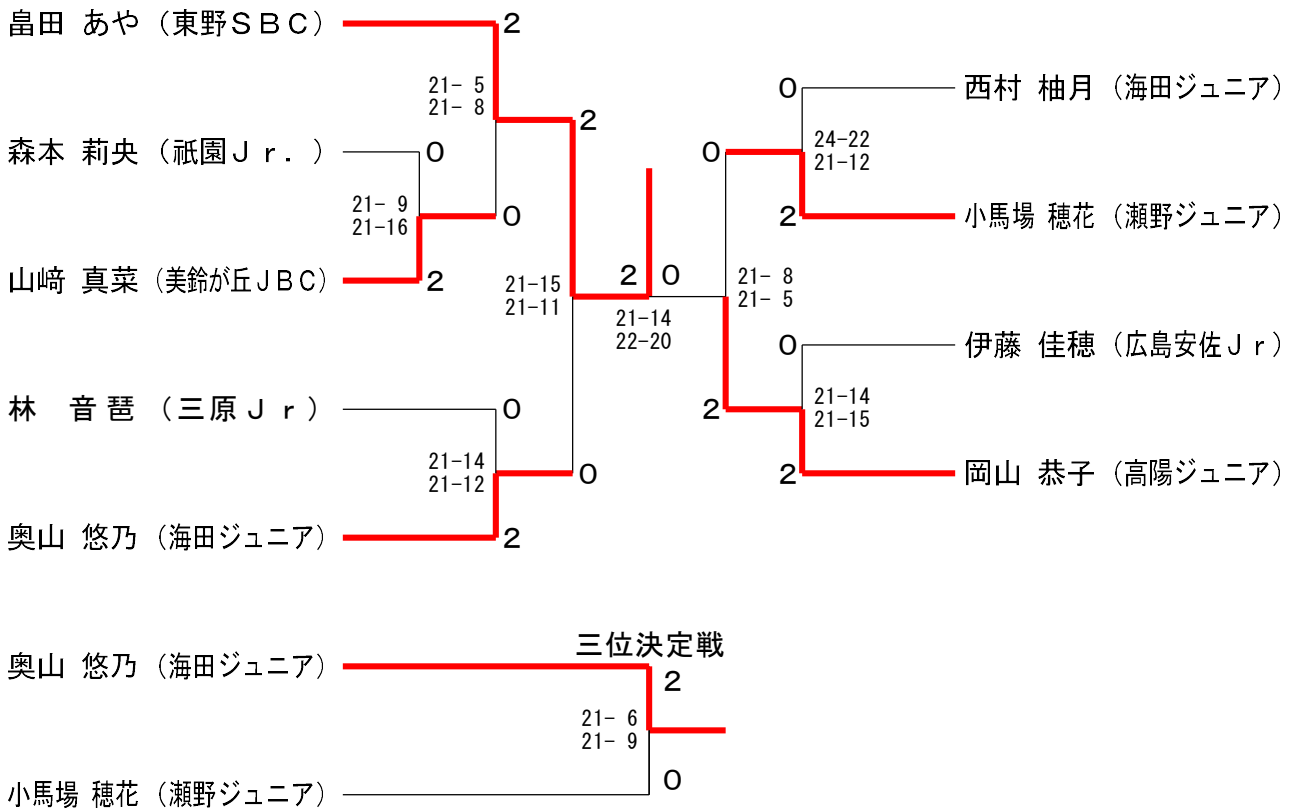 畠田 あや （東野ＳＢＣ）
2
21- 5
21- 8
2
森本 莉央 （祇園Ｊｒ．）
0
21- 9
21-16
0
山﨑 真菜 （美鈴が丘ＪＢＣ）
2
21-15
21-11
2 0
21-14
22-20
林 音琶 （三原Ｊｒ）
0
21-14
21-12
0
奥山 悠乃 （海田ジュニア）
2
0
西村 柚月 （海田ジュニア）
24-22
21-12
0
2
小馬場 穂花 （瀬野ジュニア）
21- 8
21- 5
0
伊藤 佳穂 （広島安佐Ｊｒ）
21-14
21-15
2
2
岡山 恭子 （高陽ジュニア）
三位決定戦
奥山 悠乃 （海田ジュニア）
2
21- 6
21- 9
0
小馬場 穂花 （瀬野ジュニア）